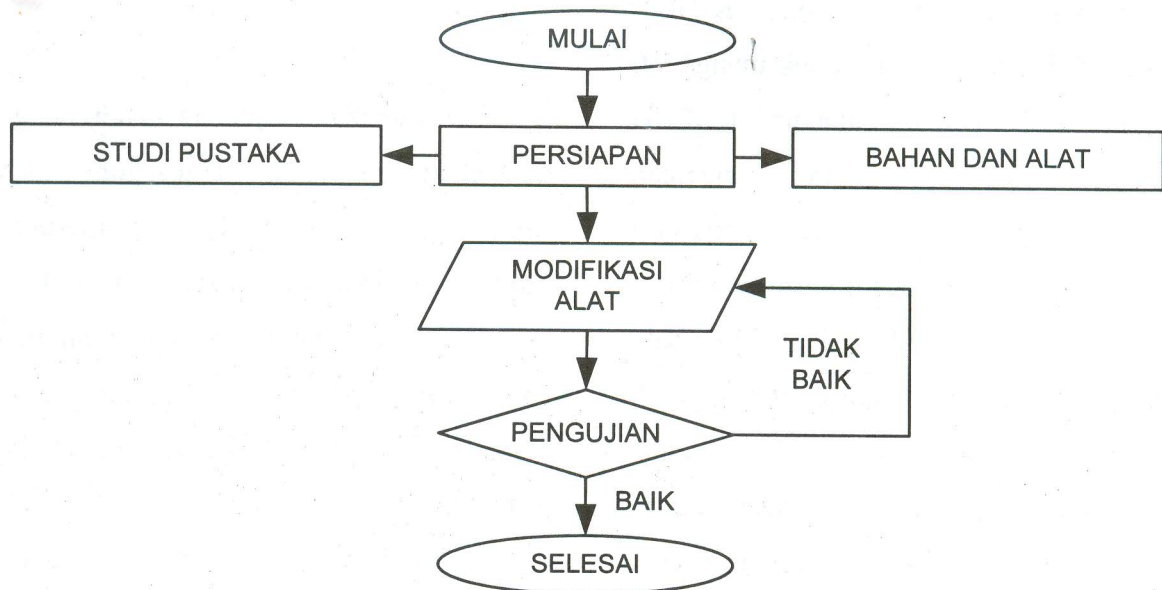 MULAI
STUDI PUSTAKA
PERSIAPAN
BAHAN DAN ALAT
MODIFIKASI
ALAT
TIDAK
BAIK
PENGUJIAN
BAIK
SELESAI